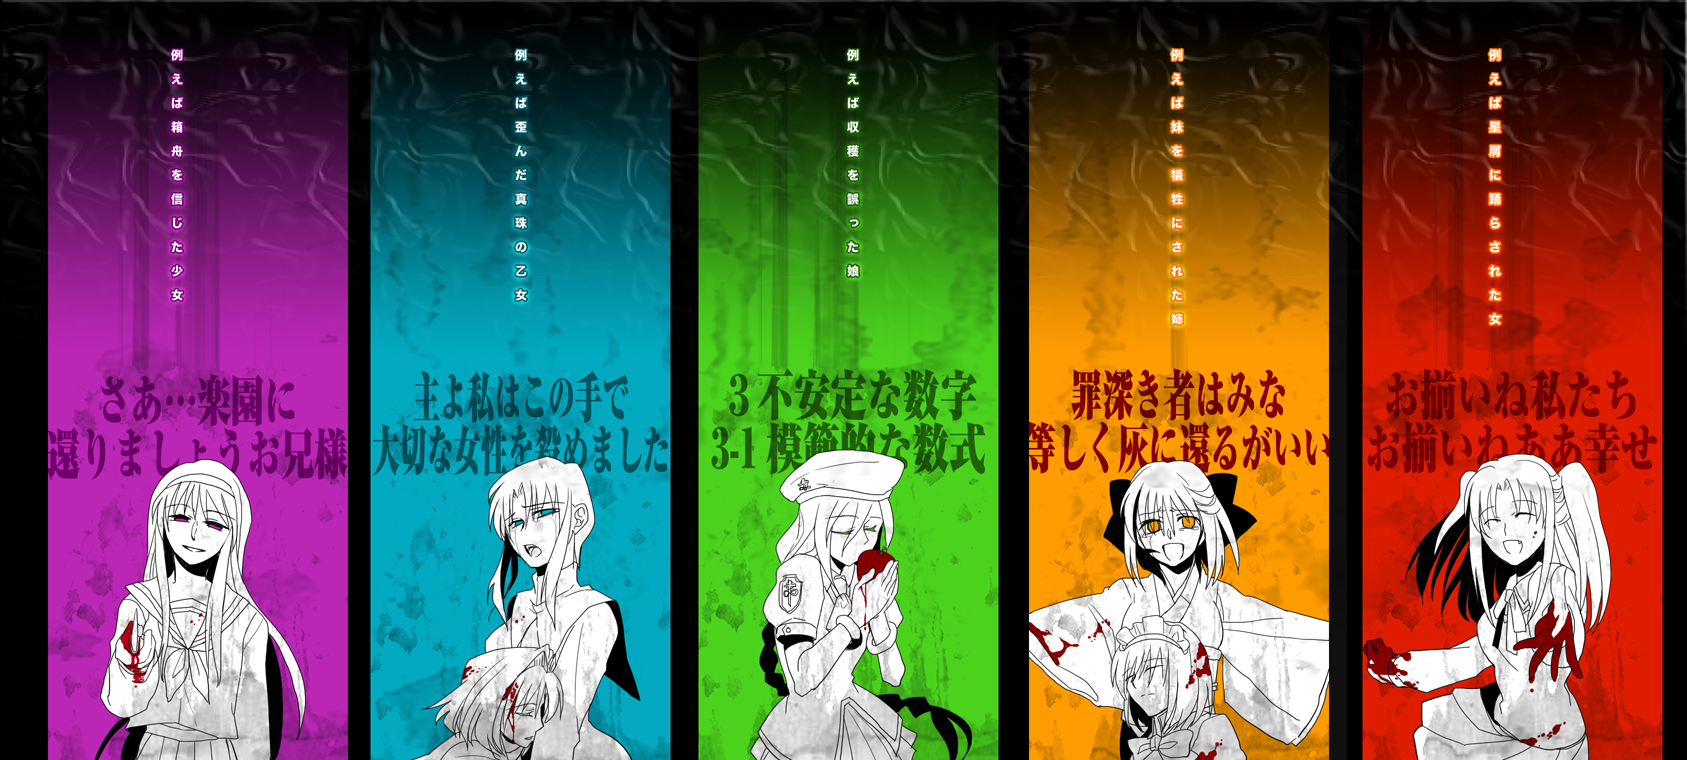 例えば箱舟を信じた少女
さあ…楽園に
還りましょうお兄様
例えば歪んだ真珠の乙女
主よ私はこの手で
大切な女性を殺めました
例えば収穫を誤った娘
3 不安定な数字
3-1 模範的な数式
例えば妹を犠牲にされた姉
罪深き者はみな
等しく灰に還るがいい
例えば星屑に踊らされた女
お揃いね私たち
お揃いねああ幸せ